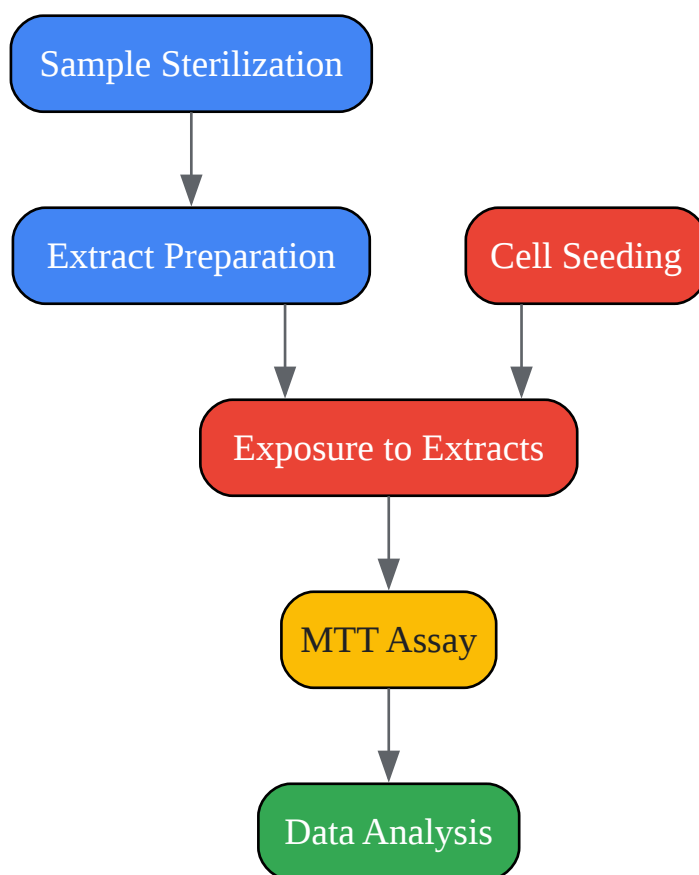 Sample Sterilization
Extract Preparation
Cell Seeding
Exposure to Extracts
MTT Assay
Data Analysis